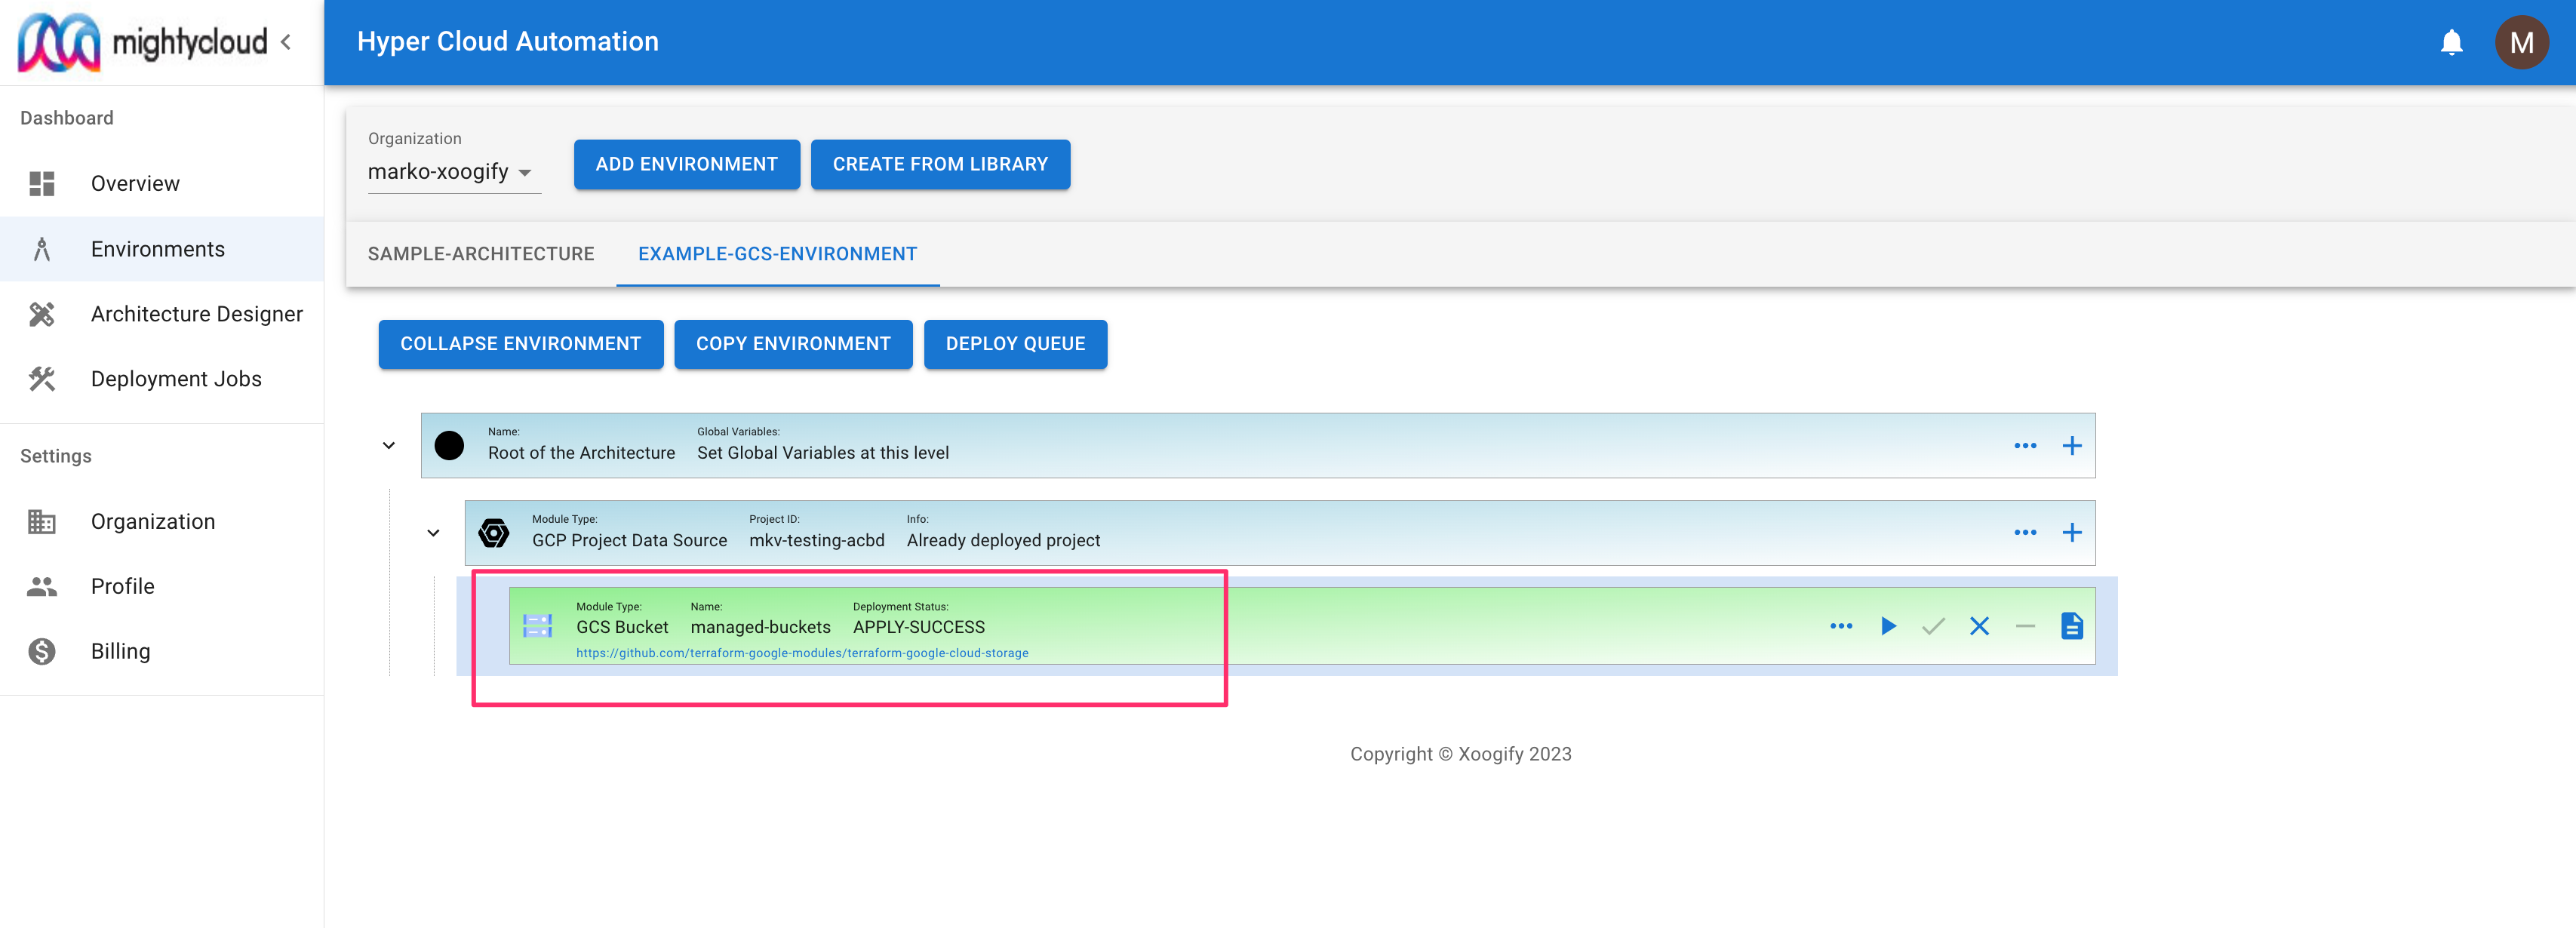 mightycloud
Hyper Cloud Automation
M
Dashboard
Overview
Environments
Architecture Designer
Deployment Jobs
Settings
Organization
Profile
Billing
Organization
marko-xoogify
ADD ENVIRONMENT
CREATE FROM LIBRARY
SAMPLE-ARCHITECTURE
EXAMPLE-GCS-ENVIRONMENT
COLLAPSE ENVIRONMENT
COPY ENVIRONMENT
DEPLOY QUEUE
Name: Global Variables:
Root of the Architecture Set Global Variables at this level
Module Type: Project ID: Info:
GCP Project Data Source mkv-testing-acbd Already deployed project
Module Type: Name: Deployment Status:
GCS Bucket managed-buckets APPLY-SUCCESS
https://github.com/terraform-google-modules/terraform-google-cloud-storage
Copyright © Xoogify 2023